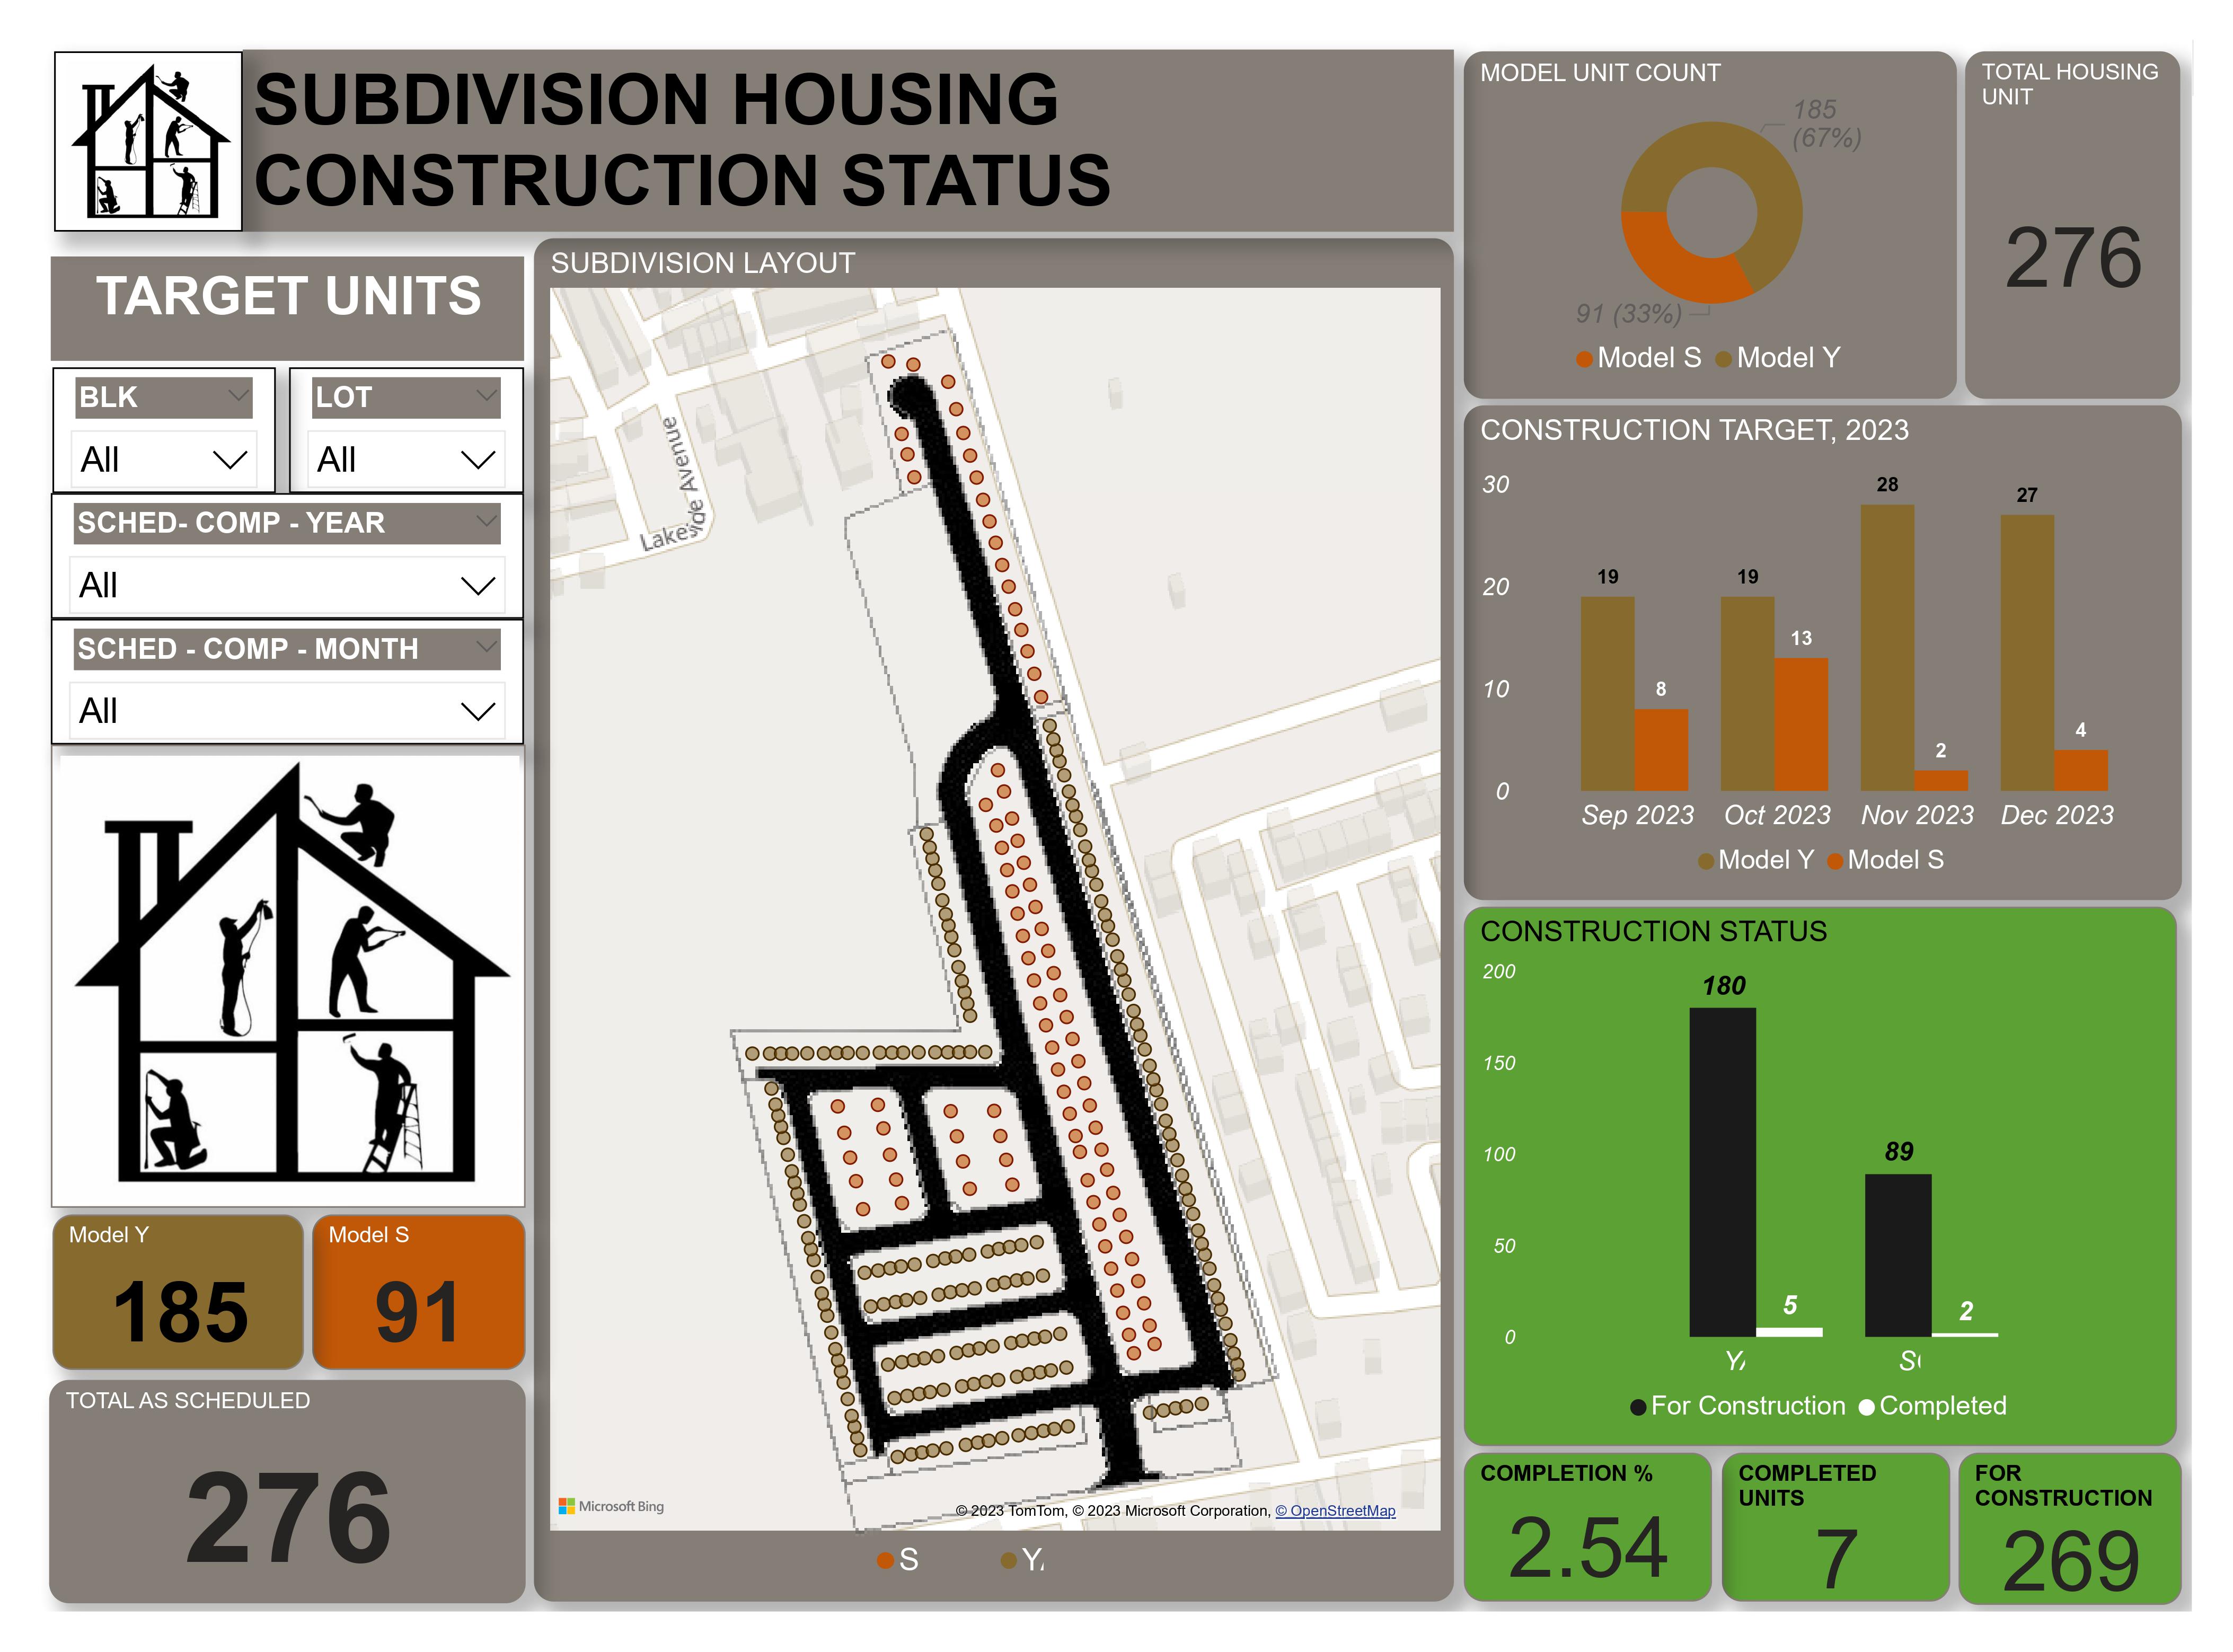 SUBDIVISION HOUSING
CONSTRUCTION STATUS
TARGET UNITS
BLK
All
LOT
All
SCHED- COMP - YEAR
All
SCHED - COMP - MONTH
All
Model Y
185
Model S
91
TOTAL AS SCHEDULED
276
SUBDIVISION LAYOUT
Lakeside Avenue
Microsoft Bing
© 2023 TomTom, © 2023 Microsoft Corporation, © OpenStreetMap
S
Y
MODEL UNIT COUNT
185
(67%)
91 (33%)
Model S Model Y
TOTAL HOUSING
UNIT
276
CONSTRUCTION TARGET, 2023
30
20
10
0
19
8
19
13
28
2
27
4
Sep 2023 Oct 2023 Nov 2023 Dec 2023
Model Y Model S
CONSTRUCTION STATUS
200
150
100
50
0
180
5
89
2
Y
S
For Construction Completed
COMPLETION %
2.54
COMPLETED
UNITS
7
FOR
CONSTRUCTION
269